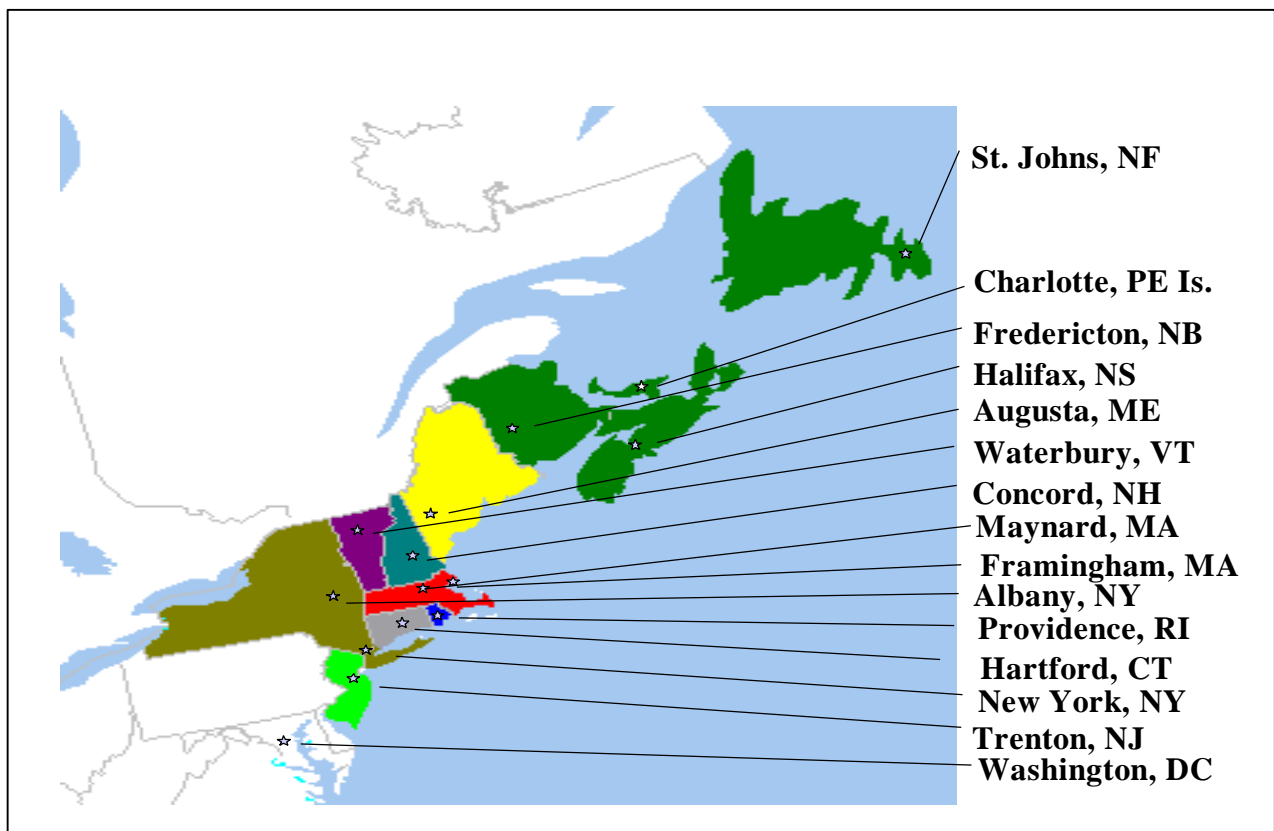 St. Johns, NF
Charlotte, PE Is.
Fredericton, NB
Halifax, NS
Augusta, ME
Waterbury, VT
Concord, NH
Maynard, MA
Framingham, MA
Albany, NY
Providence, RI
Hartford, CT
New York, NY
Trenton, NJ
Washington, DC